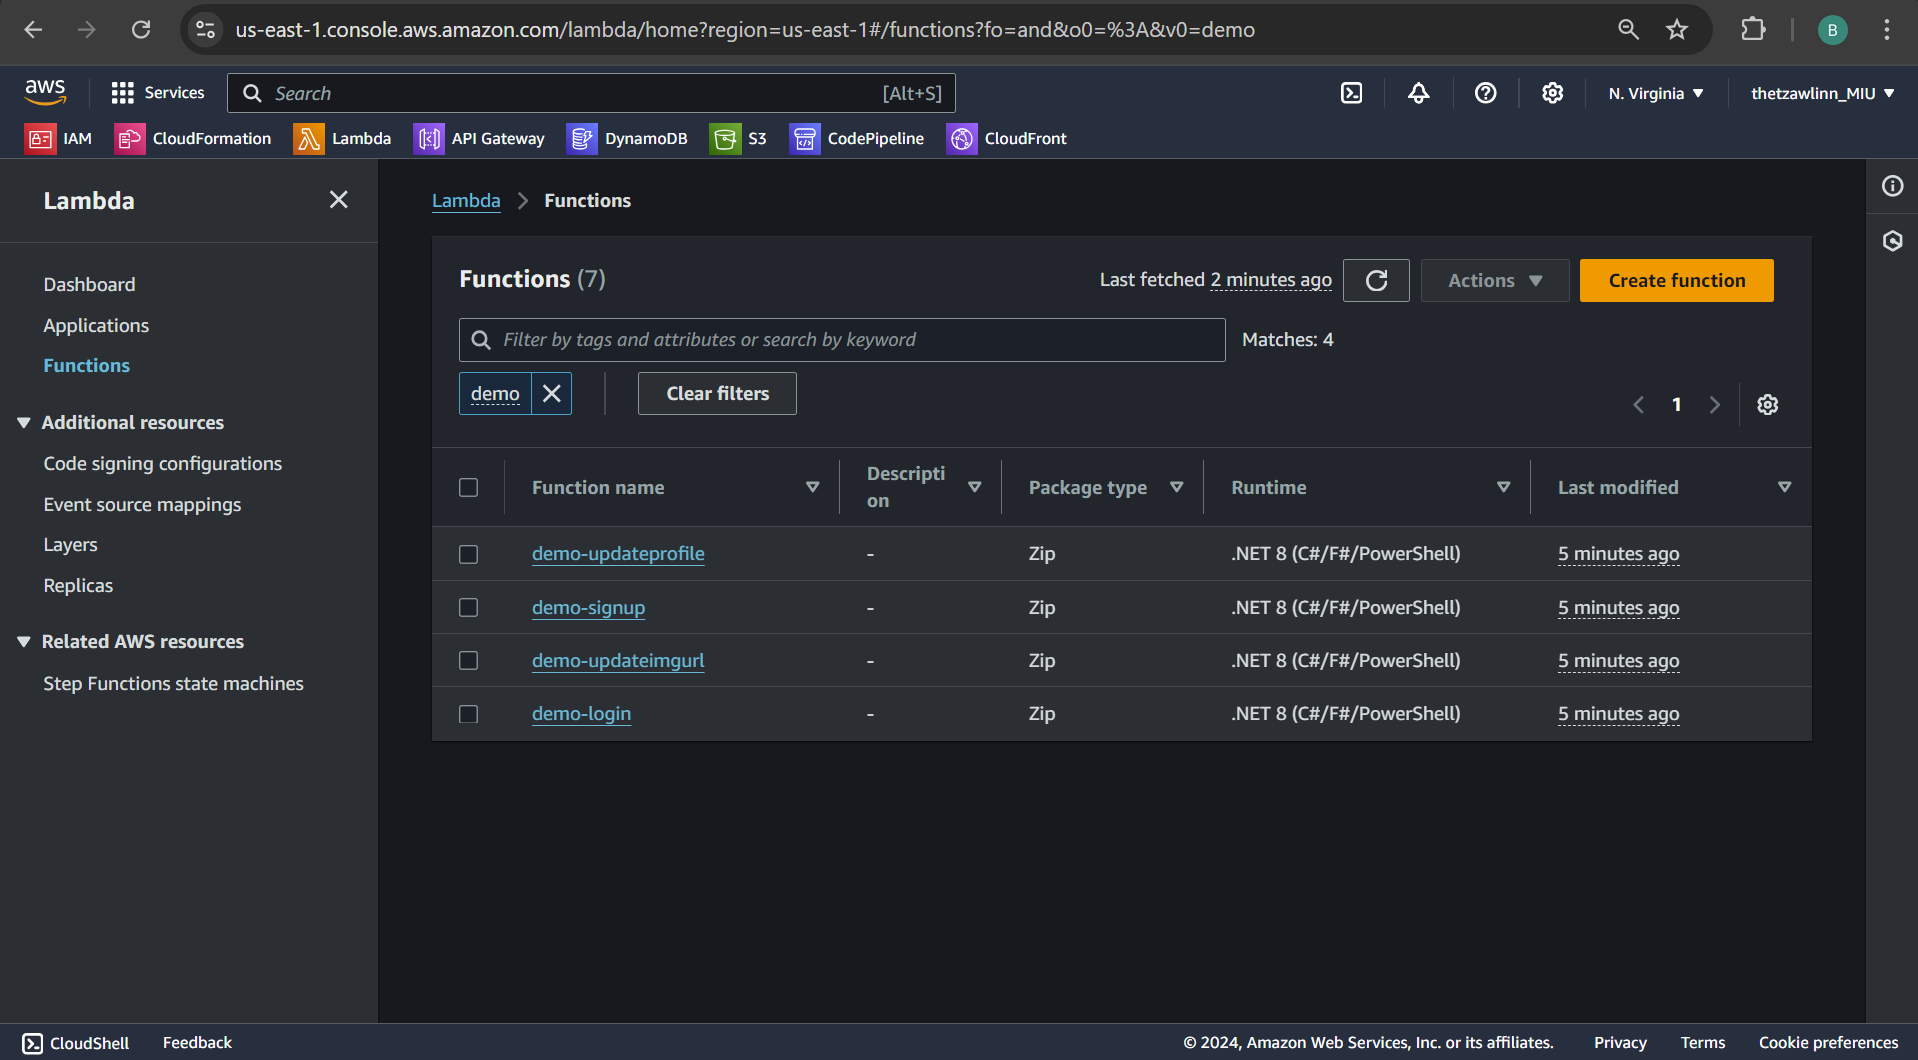 us-east-1.console.aws.amazon.com/lambda/home?region=us-east-1#/functions?fo=and&o0=%3A&v0=demo
B
aws
Services
Search
[Alt+S]
N. Virginia
thetzawlinn_MIU
IAM
CloudFormation
Lambda
API Gateway
DynamoDB
S3
CodePipeline
CloudFront
Lambda
Dashboard
Applications
Functions
Additional resources
Code signing configurations
Event source mappings
Layers
Replicas
Related AWS resources
Step Functions state machines
Lambda > Functions
Functions (7)
Last fetched 2 minutes ago
Actions
Create function
Filter by tags and attributes or search by keyword
Matches: 4
demo
Clear filters
1
Function name
Descripti
on
Package type
Runtime
Last modified
demo-updateprofile - Zip .NET 8 (C#/F#/PowerShell) 5 minutes ago
demo-signup - Zip .NET 8 (C#/F#/PowerShell) 5 minutes ago
demo-updateimgurl - Zip .NET 8 (C#/F#/PowerShell) 5 minutes ago
demo-login - Zip .NET 8 (C#/F#/PowerShell) 5 minutes ago
CloudShell
Feedback
© 2024, Amazon Web Services, Inc. or its affiliates.
Privacy
Terms
Cookie preferences